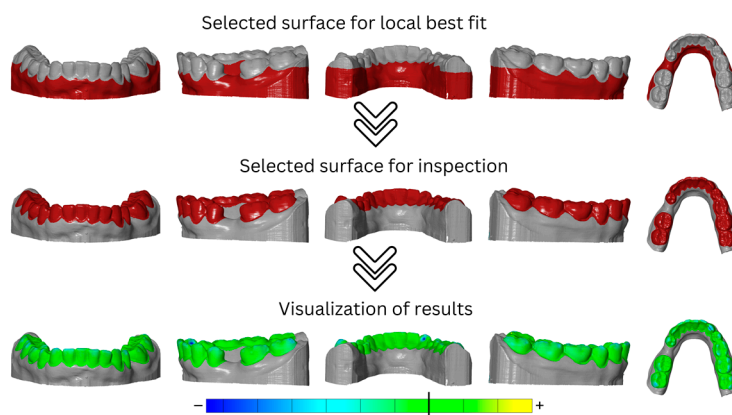 Selected surface for local best fit
Selected surface for inspection
Visualization of results
− +